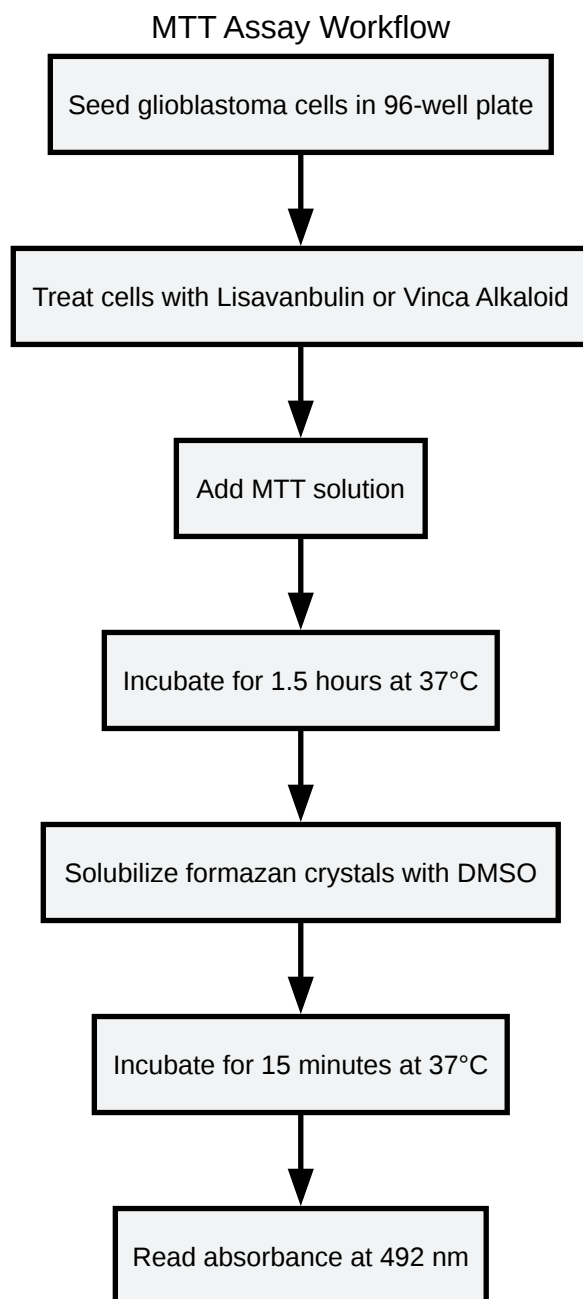 MTT Assay Workflow
Seed glioblastoma cells in 96-well plate
Treat cells with Lisavanbulin or Vinca Alkaloid
Add MTT solution
Incubate for 1.5 hours at 37°C
Solubilize formazan crystals with DMSO
Incubate for 15 minutes at 37°C
Read absorbance at 492 nm